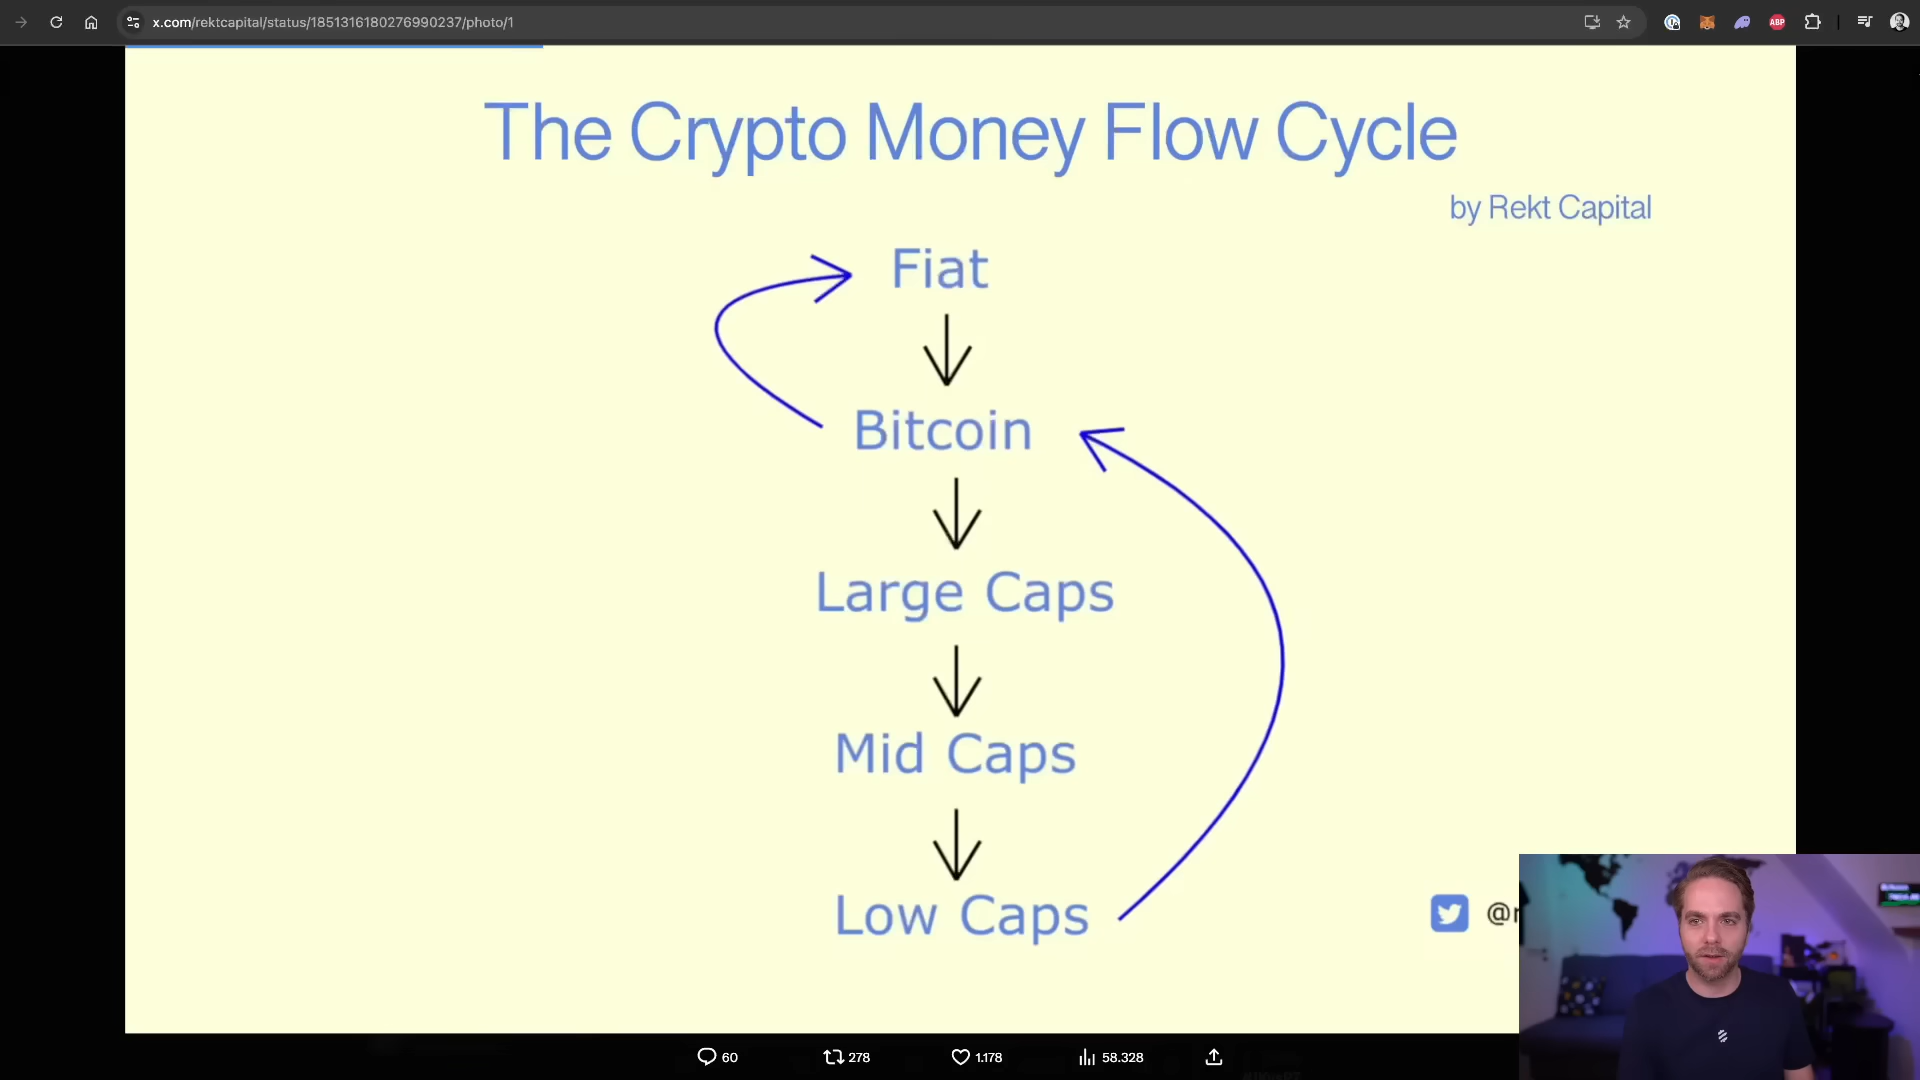 x.com/rektcapital/status/1851316180276990237/photo/1
ABP
The Crypto Money Flow Cycle
by Rekt Capital
Fiat
Bitcoin
Large Caps
Mid Caps
Low Caps
60
278
1.178
58.328